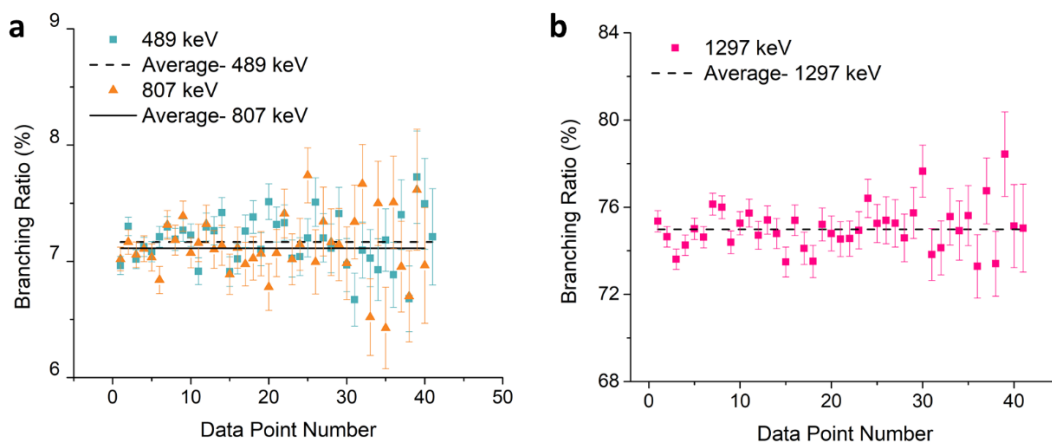 a
489 keV
Average- 489 keV
807 keV
Average- 807 keV
9
8
7
6
Branching Ratio (%)
0 10 20 30 40 50
Data Point Number
b
1297 keV
Average- 1297 keV
84
80
76
72
68
Branching Ratio (%)
0 10 20 30 40
Data Point Number